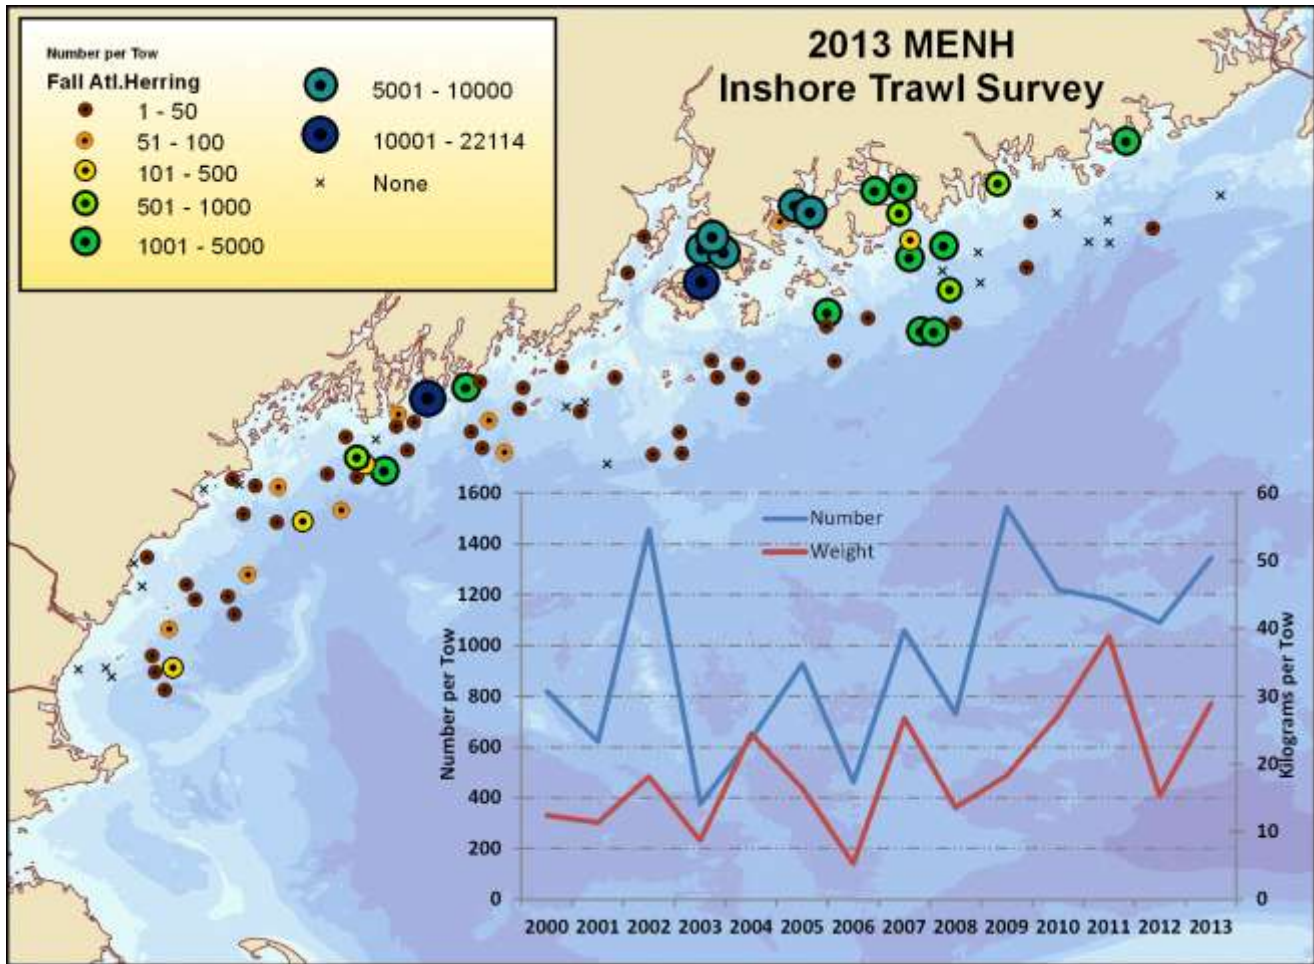 2013 MENH
Inshore Trawl Survey
Number per Tow
Fall Atl.Herring
1 - 50
51 - 100
101 - 500
501 - 1000
1001 - 5000
5001 - 10000
10001 - 22114
None
Number
Weight
Number per Tow
1600
1400
1200
1000
800
600
400
200
0
Kilograms per Tow
60
50
40
30
20
10
0
2000 2001 2002 2003 2004 2005 2006 2007 2008 2009 2010 2011 2012 2013